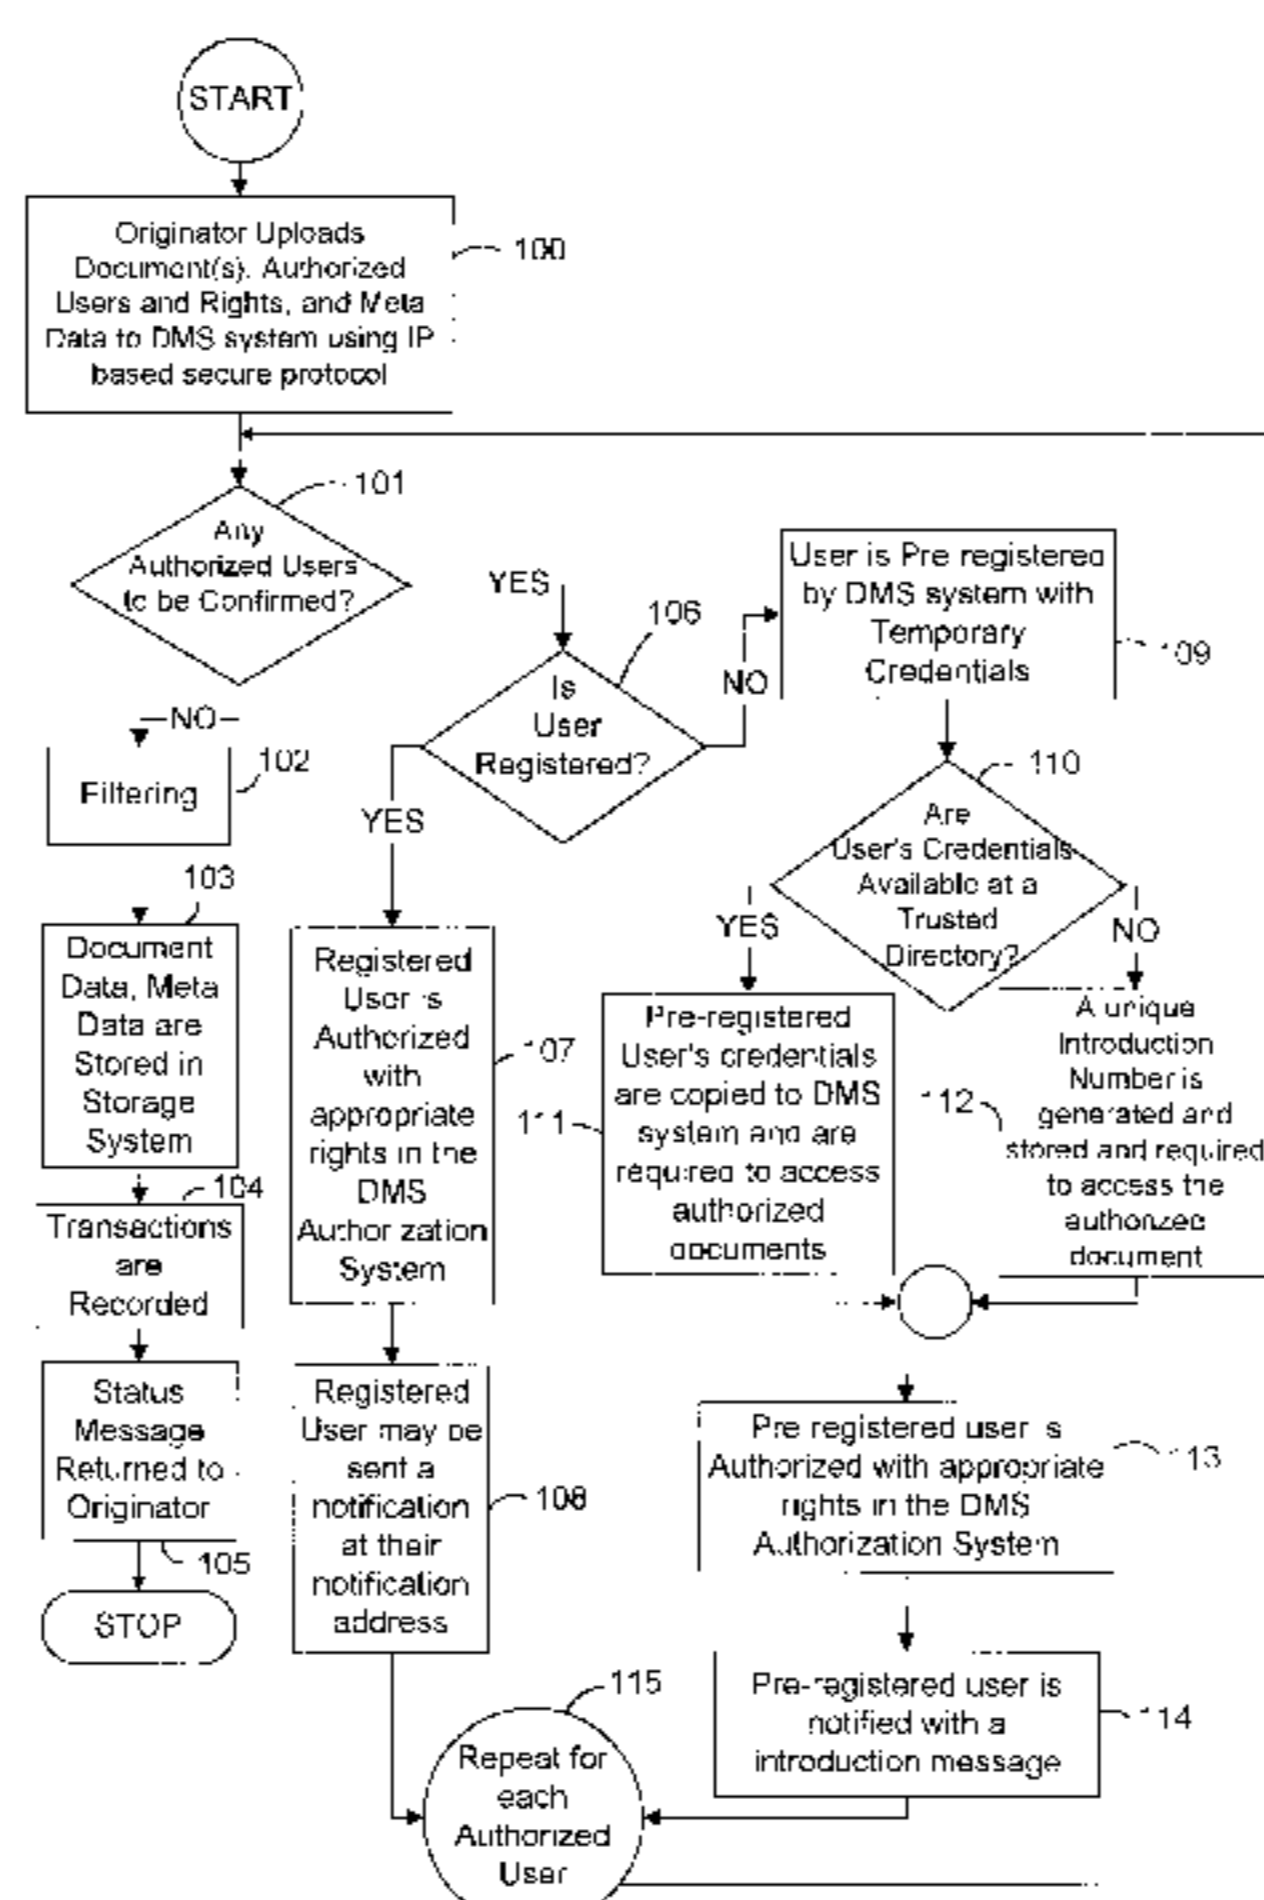 START
Originator Uploads
Document(s), Authorized
Users and Rights, and Meta
Data to DMS system using IP
based secure protocol
100
101
Any
Authorized Users
to be Confirmed?
NO
Filtering
102
103
Document
Data, Meta
Data are
Stored in
Storage
System
104
Transactions
are
Recorded
Status
Message
Returned to
Originator
105
STOP
YES
106
Is
User
Registered?
YES
NO
Registered
User is
Authorized
with
appropriate
rights in the
DMS
Authorization
System
107
Registered
User may be
sent a
notification
at their
notification
address
108
User is Pre registered
by DMS system with
Temporary
Credentials
109
110
Are
User's Credentials
Available at a
Trusted
Directory?
YES
NO
Pre-registered
User's credentials
are copied to DMS
system and are
required to access
authorized
documents
111
A unique
Introduction
Number is
generated and
stored and required
to access the
authorized
document
112
Pre registered user is
Authorized with appropriate
rights in the DMS
Authorization System
13
Pre-registered user is
notified with a
introduction message
114
115
Repeat for
each
Authorized
User